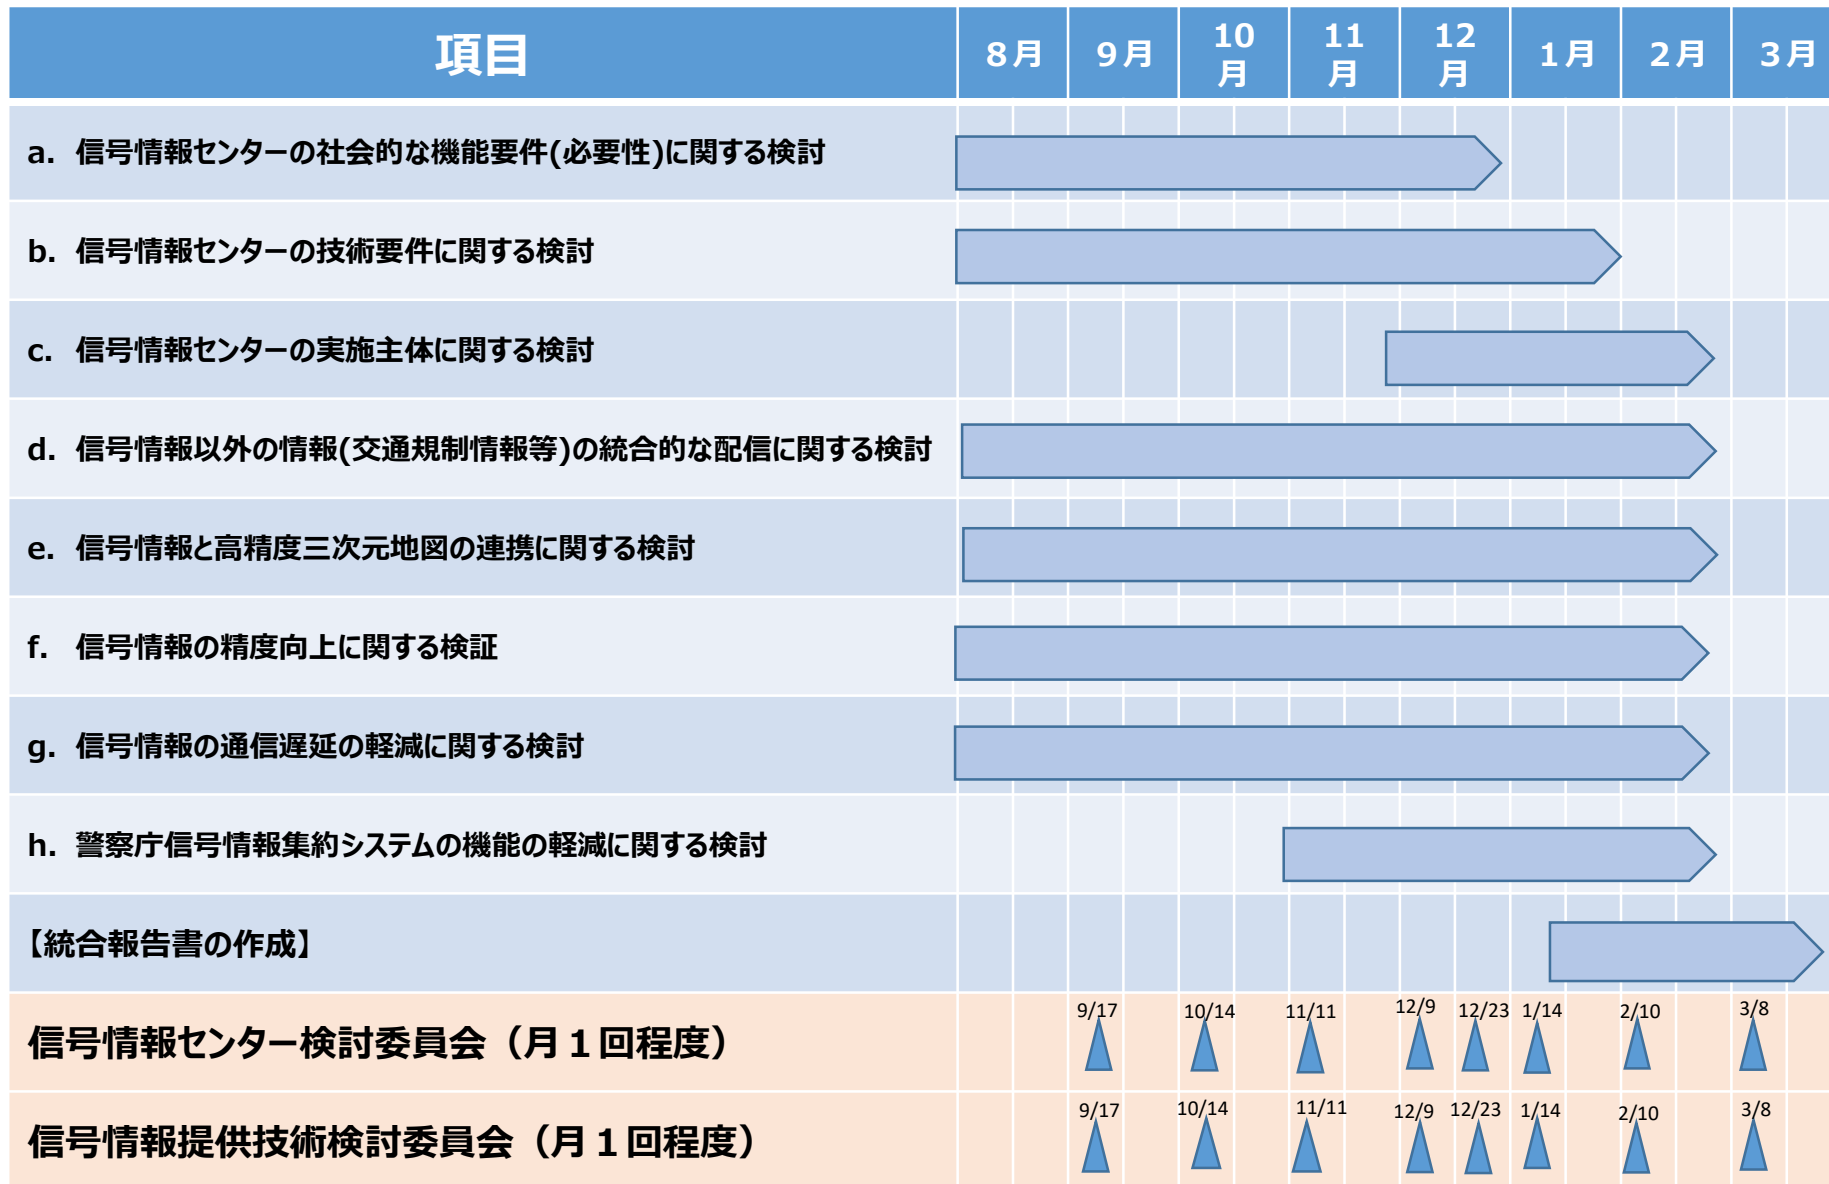 項目
8月
9月
10
月
11
月
12
月
1月
2月
3月
a. 信号情報センターの社会的な機能要件(必要性)に関する検討
b. 信号情報センターの技術要件に関する検討
c. 信号情報センターの実施主体に関する検討
d. 信号情報以外の情報(交通規制情報等)の統合的な配信に関する検討
e. 信号情報と高精度三次元地図の連携に関する検討
f. 信号情報の精度向上に関する検証
g. 信号情報の通信遅延の軽減に関する検討
h. 警察庁信号情報集約システムの機能の軽減に関する検討
【統合報告書の作成】
信号情報センター検討委員会（月１回程度）
9/17
10/14
11/11
12/9
12/23
1/14
2/10
3/8
信号情報提供技術検討委員会（月１回程度）
9/17
10/14
11/11
12/9
12/23
1/14
2/10
3/8